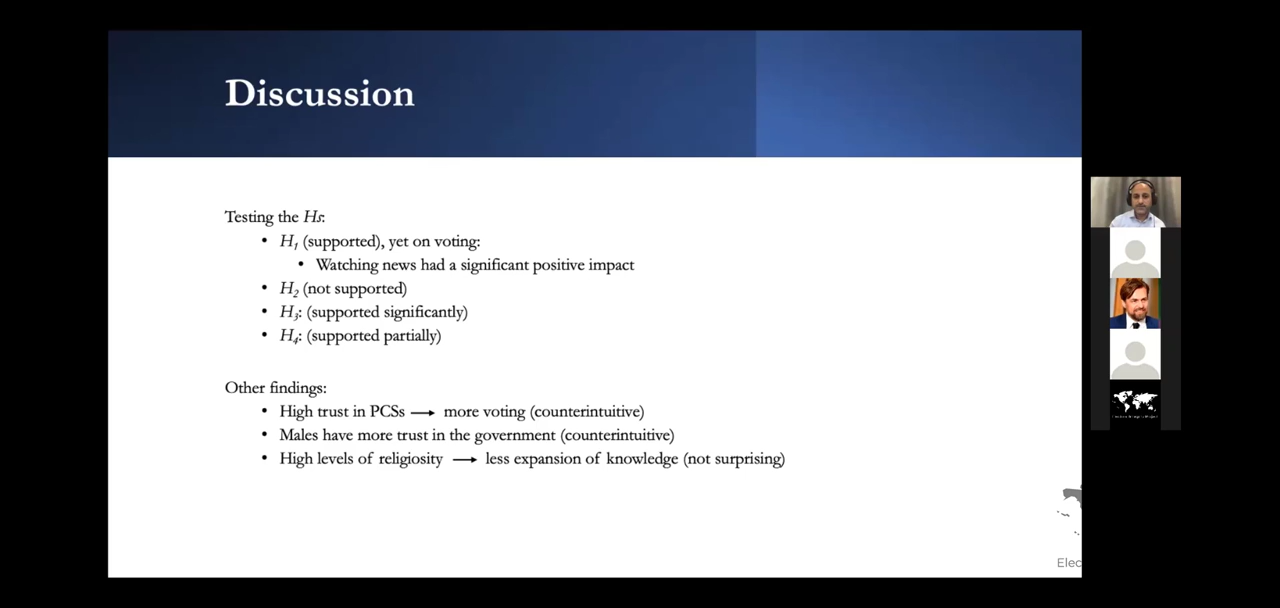 Discussion
Testing the Hs:
• H₁ (supported), yet on voting:
• Watching news had a significant positive impact
• H₂ (not supported)
• H₃: (supported significantly)
• H₄: (supported partially)
Other findings:
• High trust in PCSs → more voting (counterintuitive)
• Males have more trust in the government (counterintuitive)
• High levels of religiosity → less expansion of knowledge (not surprising)
Elec